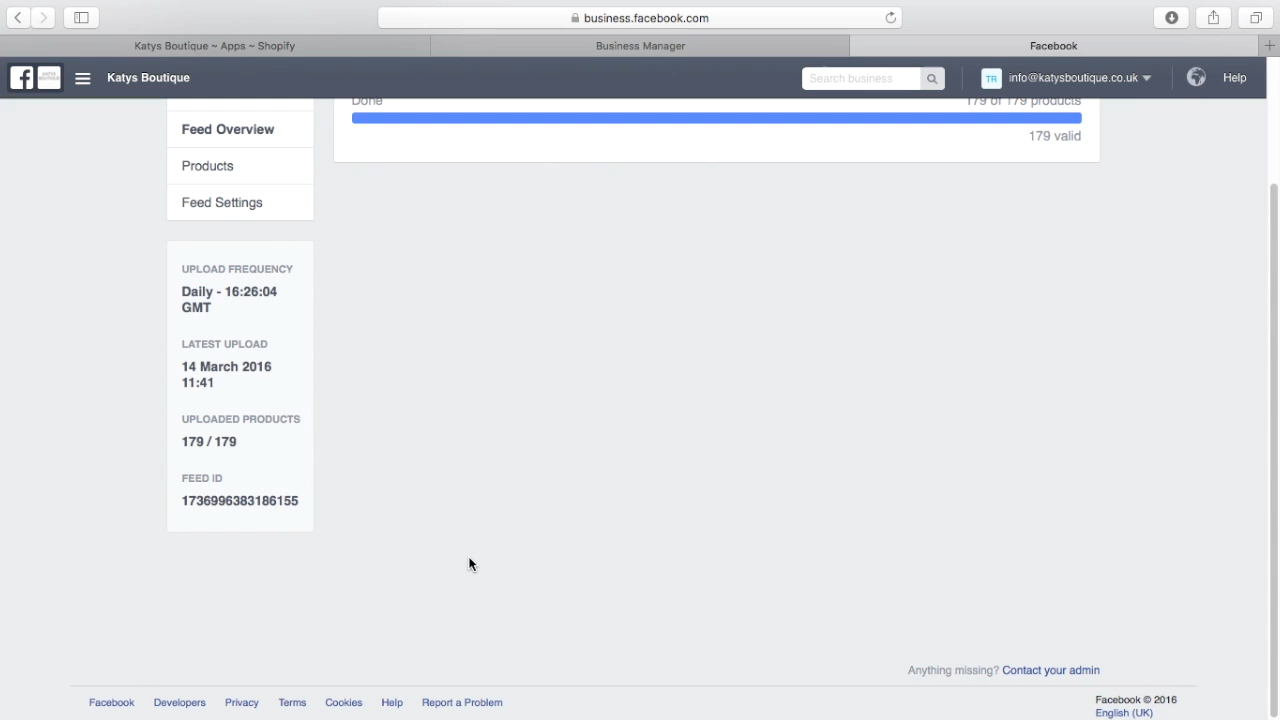 business.facebook.com
Katys Boutique ~ Apps ~ Shopify
Business Manager
Facebook
Katys Boutique
Search business
TR
info@katysboutique.co.uk
Help
Done
179 of 179 products
179 valid
Feed Overview
Products
Feed Settings
UPLOAD FREQUENCY
Daily - 16:26:04
GMT
LATEST UPLOAD
14 March 2016
11:41
UPLOADED PRODUCTS
179 / 179
FEED ID
1736996383186155
Anything missing? Contact your admin
Facebook Developers Privacy Terms Cookies Help Report a Problem
Facebook © 2016
English (UK)